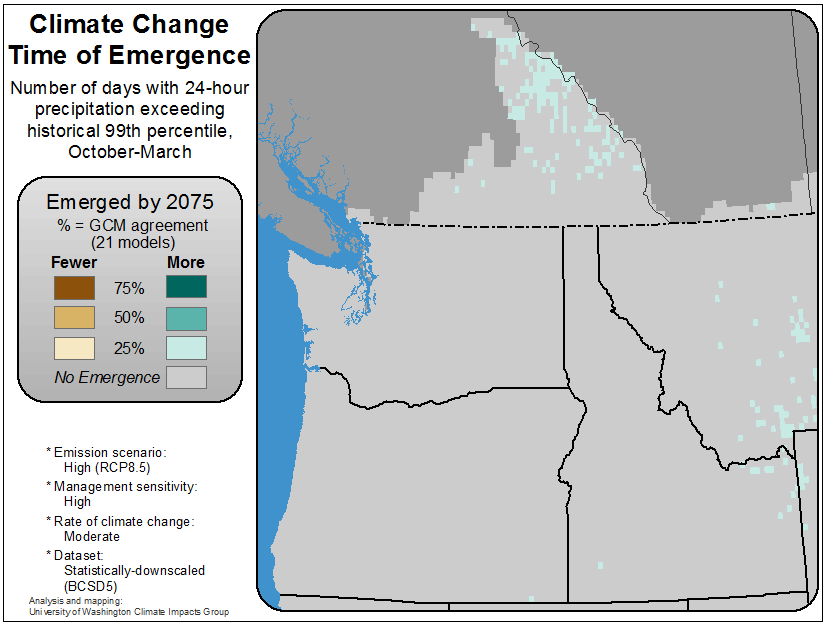 Climate Change
Time of Emergence
Number of days with 24-hour
precipitation exceeding
historical 99th percentile,
October-March
Emerged by 2075
% = GCM agreement
(21 models)
Fewer More
75%
50%
25%
No Emergence
* Emission scenario:
High (RCP8.5)
* Management sensitivity:
High
* Rate of climate change:
Moderate
* Dataset:
Statistically-downscaled
(BCSD5)
Analysis and mapping:
University of Washington Climate Impacts Group